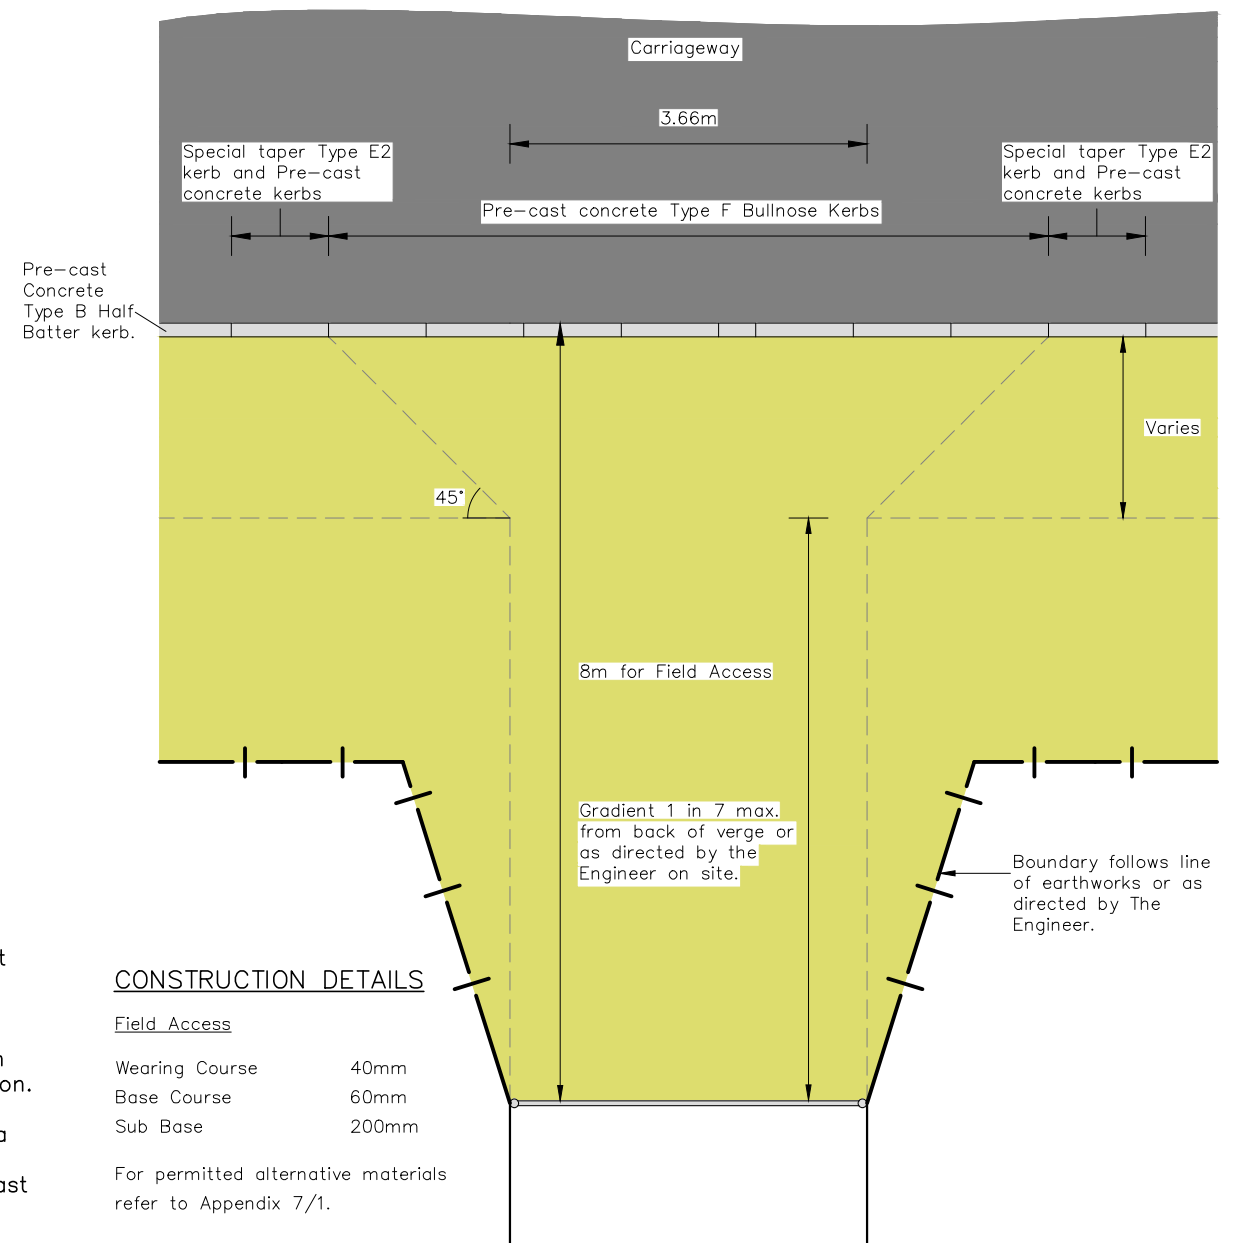 Carriageway
3.66m
Special taper Type E2
kerb and Pre-cast
concrete kerbs
Special taper Type E2
kerb and Pre-cast
concrete kerbs
Pre-cast concrete Type F Bullnose Kerbs
Pre-cast
Concrete
Type B Half
Batter kerb.
Varies
45°
8m for Field Access
Gradient 1 in 7 max.
from back of verge or
as directed by the
Engineer on site.
Boundary follows line
of earthworks or as
directed by The
Engineer.
CONSTRUCTION DETAILS
Field Access
Wearing Course 40mm
Base Course 60mm
Sub Base 200mm
For permitted alternative materials
refer to Appendix 7/1.